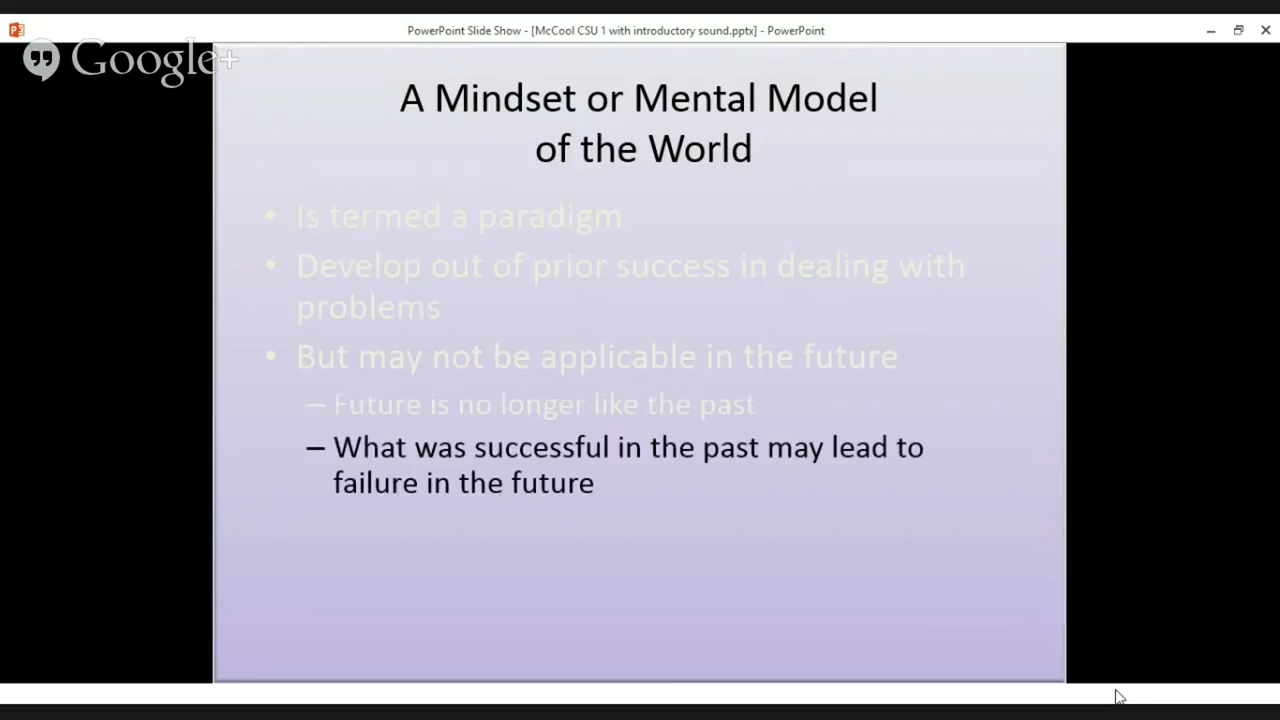 PowerPoint Slide Show - [McCool CSU 1 with introductory sound.pptx] - PowerPoint
Google+
A Mindset or Mental Model
of the World
• Is termed a paradigm
• Develop out of prior success in dealing with
problems
• But may not be applicable in the future
– Future is no longer like the past
– What was successful in the past may lead to
failure in the future